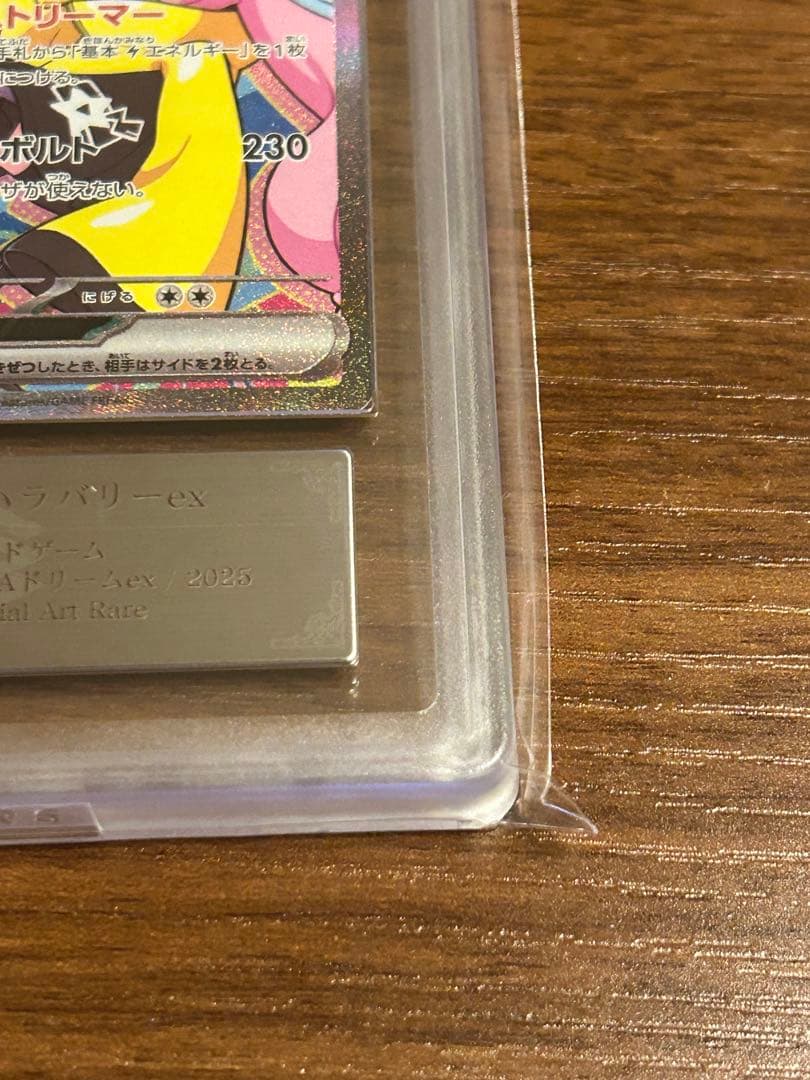 トリーマー
手札から「基本エネルギー」を1枚
につける。
ボルト 230
ザが使えない。
にげる
ぜつしたとき、相手はサイドを2枚とる。
/GAME FREAK
ハラバリーex
ドゲーム
Aドリームex / 2025
ial Art Rare